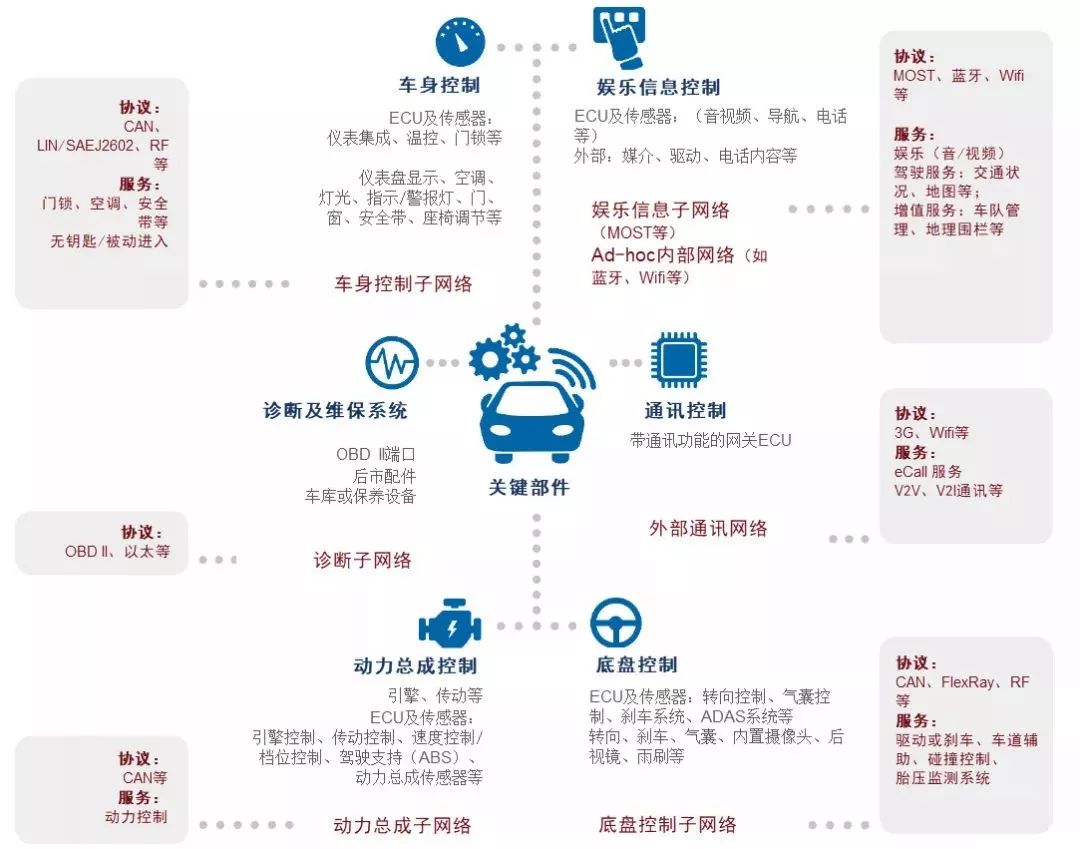 车身控制
ECU及传感器：
仪表集成、温控、门锁等
仪表盘显示、空调、
灯光、指示/警报灯、门、
窗、安全带、座椅调节等
车身控制子网络
协议：
CAN、
LIN/SAEJ2602、RF
等
服务：
门锁、空调、安全
带等
无钥匙/被动进入
娱乐信息控制
ECU及传感器：（音视频、导航、电话
等）
外部：媒介、驱动、电话内容等
娱乐信息子网络
（MOST等）
Ad-hoc内部网络（如
蓝牙、Wifi等）
协议：
MOST、蓝牙、Wifi
等
服务：
娱乐（音/视频）
驾驶服务：交通状
况、地图等；
增值服务：车队管
理、地理围栏等
诊断及维保系统
OBD II端口
后市配件
车库或保养设备
诊断子网络
协议：
OBD II、以太等
关键部件
通讯控制
带通讯功能的网关ECU
外部通讯网络
协议：
3G、Wifi等
服务：
eCall 服务
V2V、V2I通讯等
动力总成控制
引擎、传动等
ECU及传感器：
引擎控制、传动控制、速度控制/
档位控制、驾驶支持（ABS）、
动力总成传感器等
动力总成子网络
协议：
CAN等
服务：
动力控制
底盘控制
ECU及传感器：转向控制、气囊控
制、刹车系统、ADAS系统等
转向、刹车、气囊、内置摄像头、后
视镜、雨刷等
底盘控制子网络
协议：
CAN、FlexRay、RF
等
服务：
驱动或刹车、车道辅
助、碰撞控制、
胎压监测系统